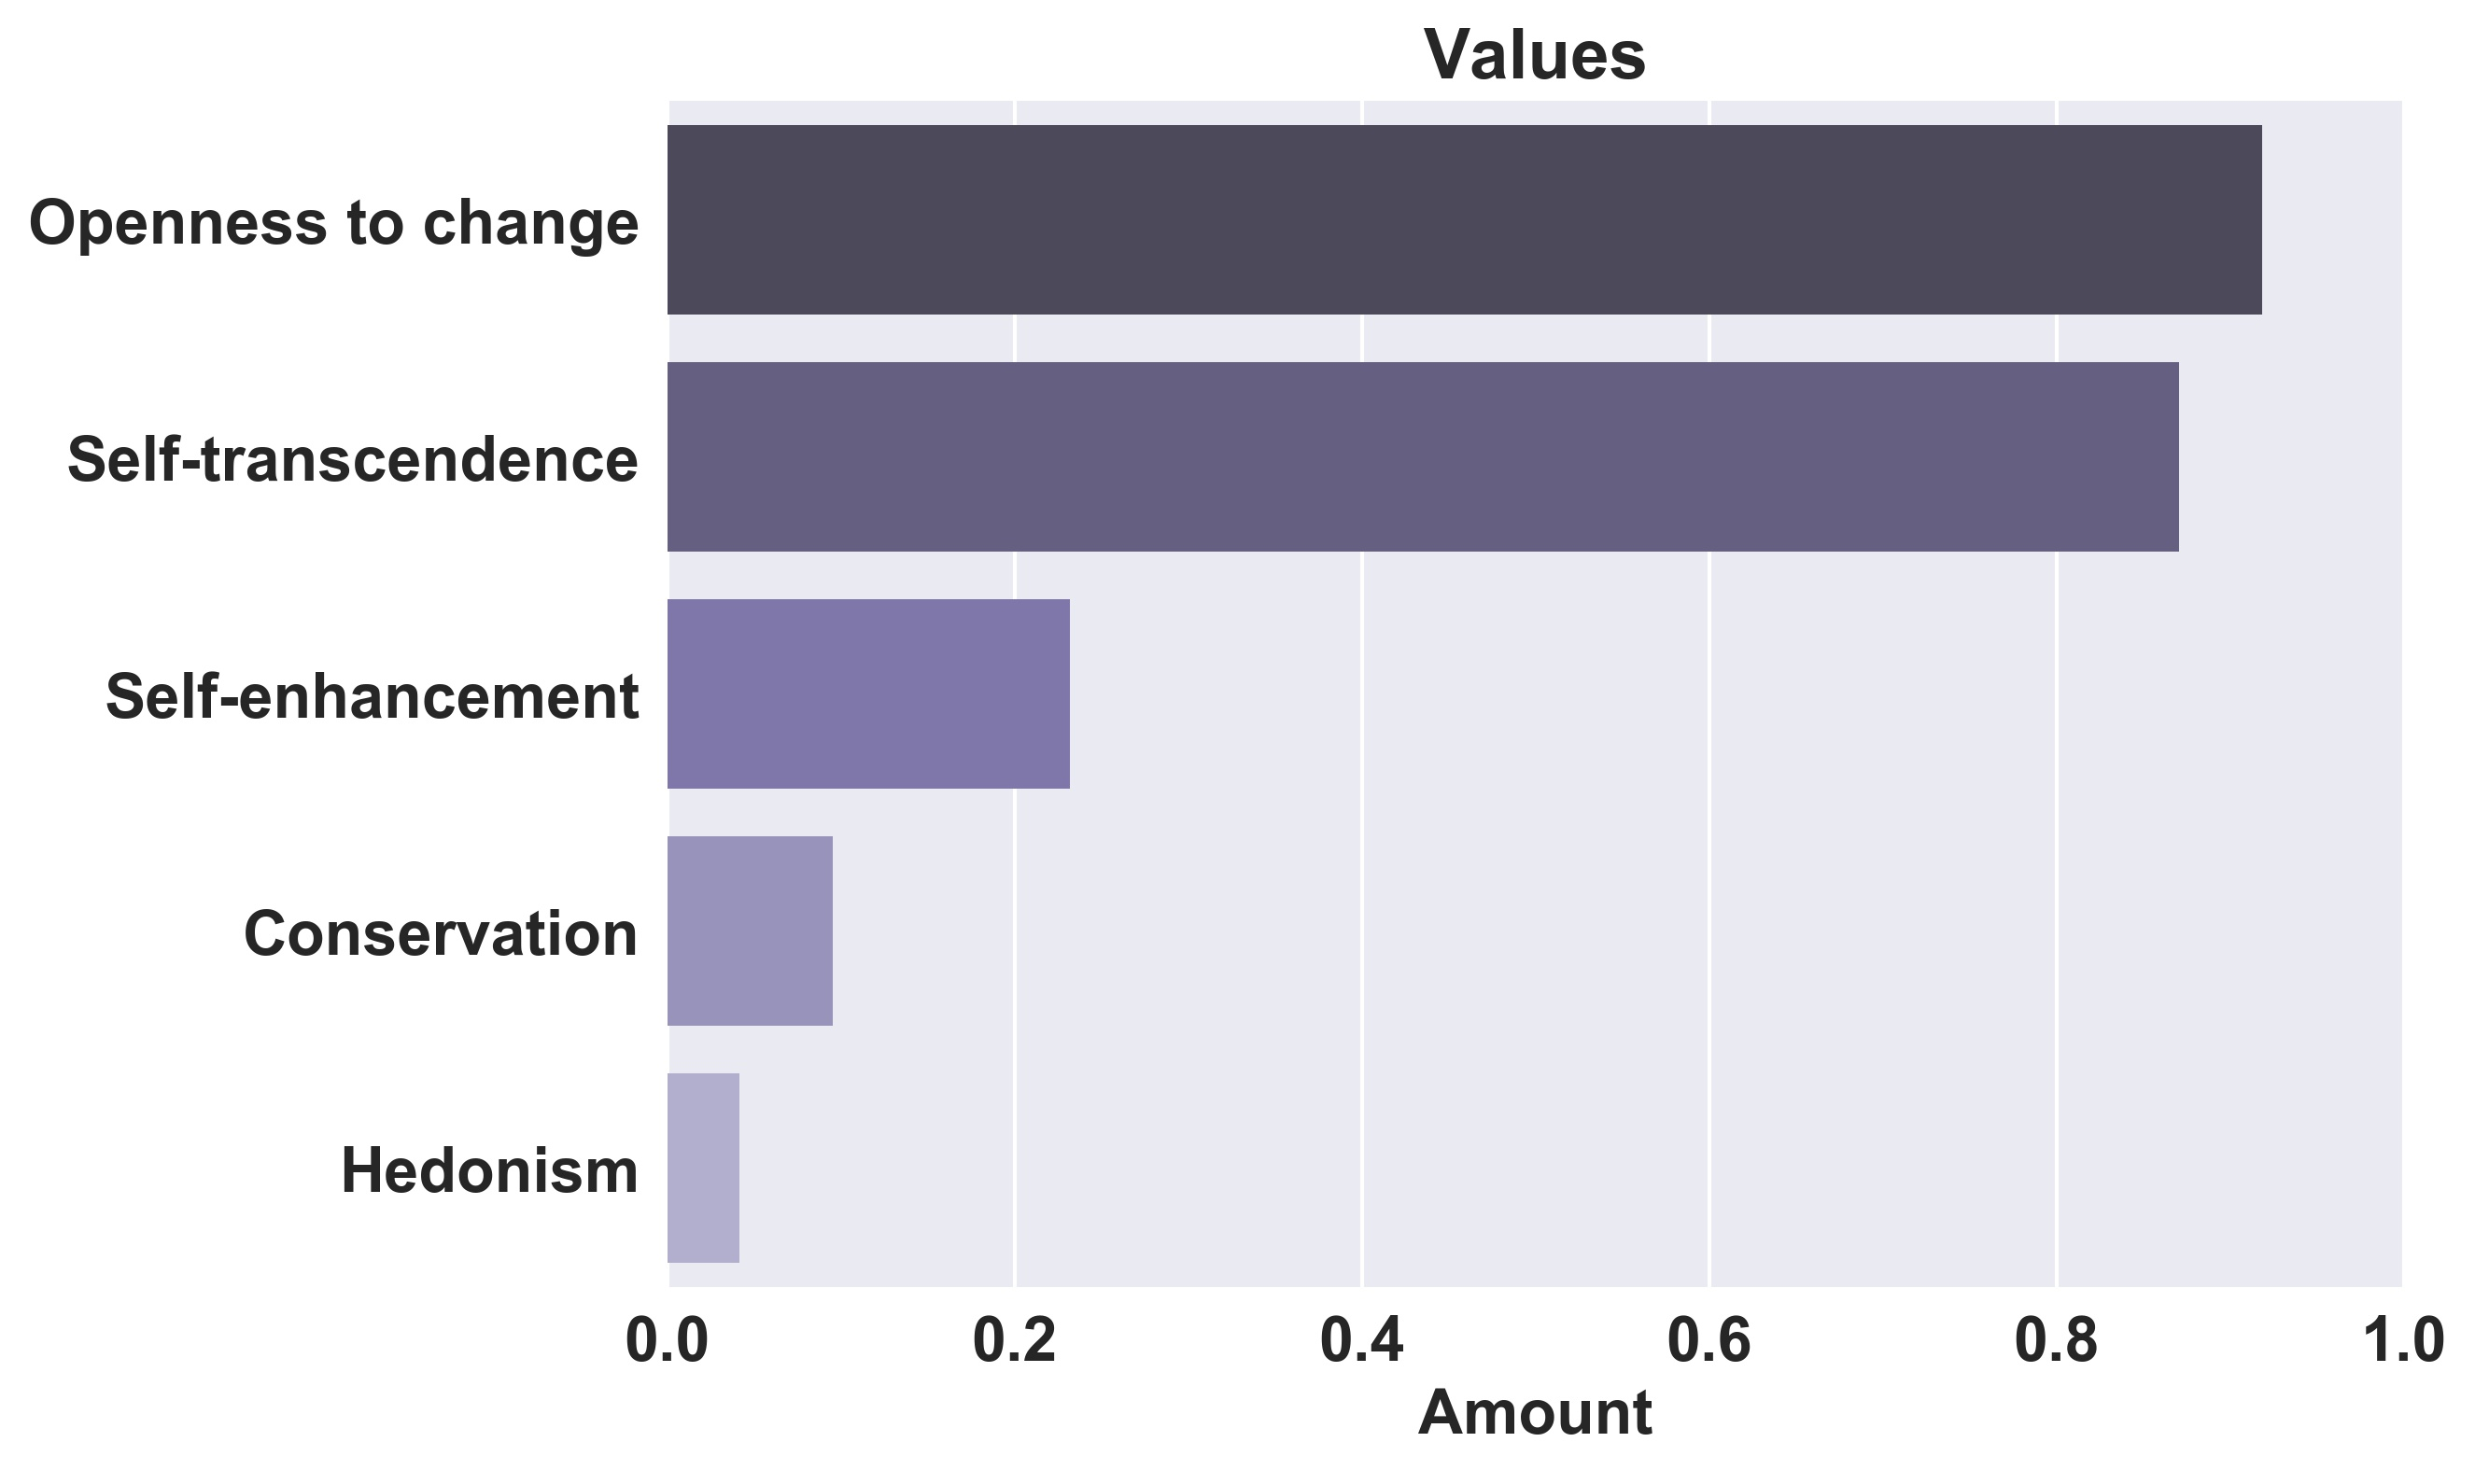 Values
Openness to change
Self-transcendence
Self-enhancement
Conservation
Hedonism
0.0 0.2 0.4 0.6 0.8 1.0
Amount